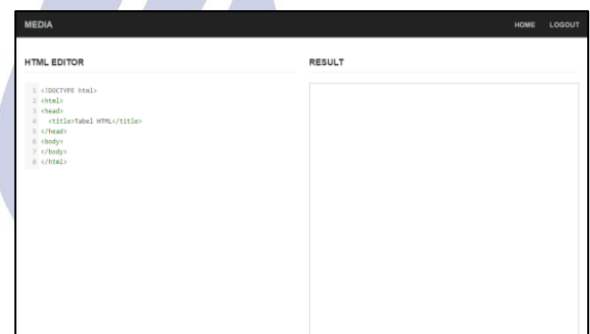 MEDIA HOME LOGOUT
HTML EDITOR RESULT
1 <!DOCTYPE html>
2 <html>
3 <head>
4 <title>Tabel HTML</title>
5 </head>
6 <body>
7 </body>
8 </html>